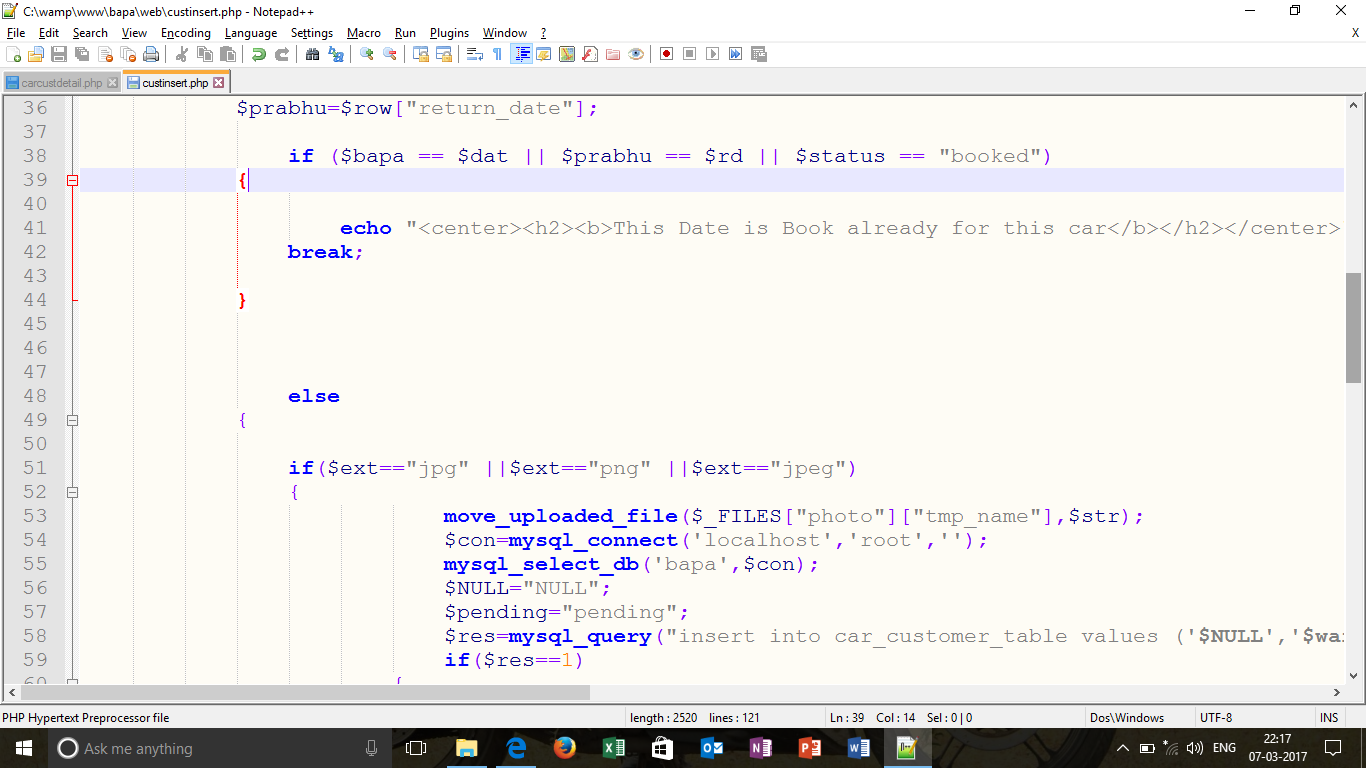 C:\wamp\www\bapa\web\custinsert.php - Notepad++
File Edit Search View Encoding Language Settings Macro Run Plugins Window ? X
carcustdetail.php custinsert.php
36 $prabhu=$row["return_date"];
37
38 if ($bapa == $dat || $prabhu == $rd || $status == "booked")
39 {
40
41 echo "<center><h2><b>This Date is Book already for this car</b></h2></center>
42 break;
43
44 }
45
46
47
48 else
49 {
50
51 if($ext=="jpg" ||$ext=="png" ||$ext=="jpeg")
52 {
53 move_uploaded_file($_FILES["photo"]["tmp_name"],$str);
54 $con=mysql_connect('localhost','root','');
55 mysql_select_db('bapa',$con);
56 $NULL="NULL";
57 $pending="pending";
58 $res=mysql_query("insert into car_customer_table values ('$NULL','$wa
59 if($res==1)
60 {
PHP Hypertext Preprocessor file length : 2520 lines : 121 Ln : 39 Col : 14 Sel : 0 | 0 Dos\Windows UTF-8 INS
Ask me anything ENG 22:17
07-03-2017